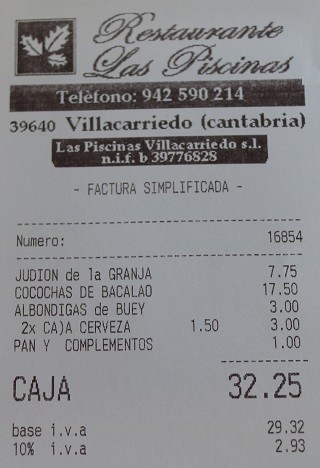 Restaurante
Las Piscinas
Telèfono: 942 590 214
39640 Villacarriedo (cantabria)
Las Piscinas Villacarriedo s.l.
n.i.f. b 39776828
- FACTURA SIMPLIFICADA -
Numero: 16854
JUDION de la GRANJA 7.75
COCOCHAS DE BACALAO 17.50
ALBONDIGAS de BUEY 3.00
2x CA)A CERVEZA 1.50 3.00
PAN Y COMPLEMENTOS 1.00
CAJA 32.25
base i.v.a 29.32
10% i.v.a 2.93